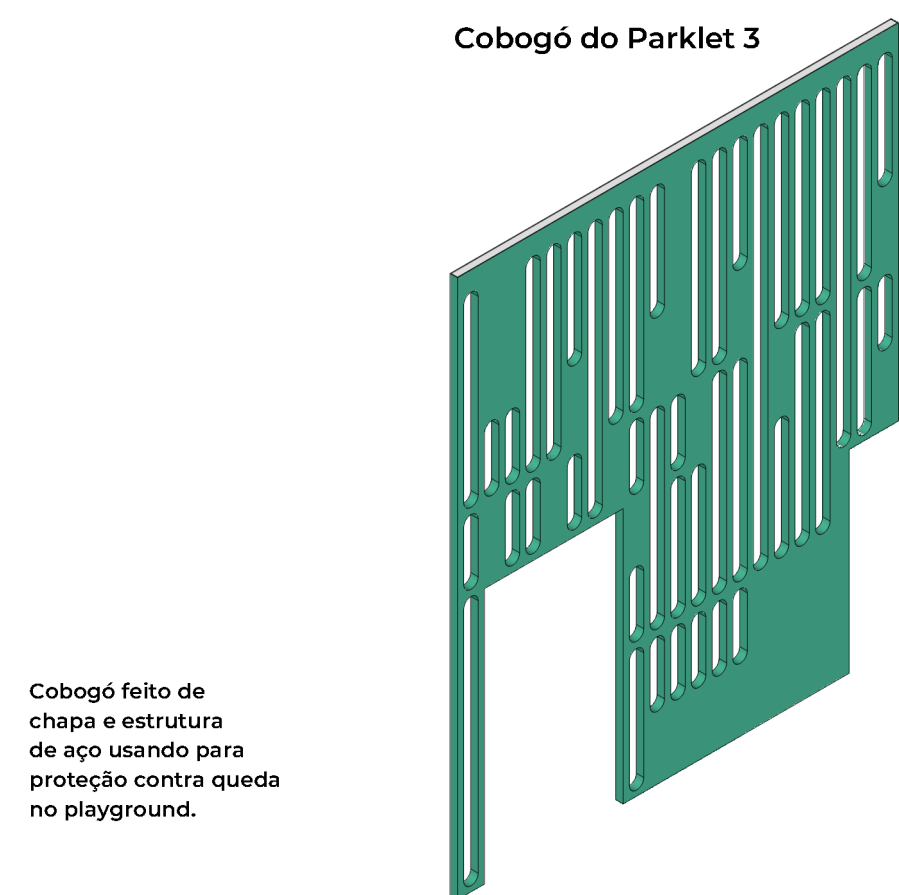 Cobogó do Parklet 3
Cobogó feito de
chapa e estrutura
de aço usando para
proteção contra queda
no playground.